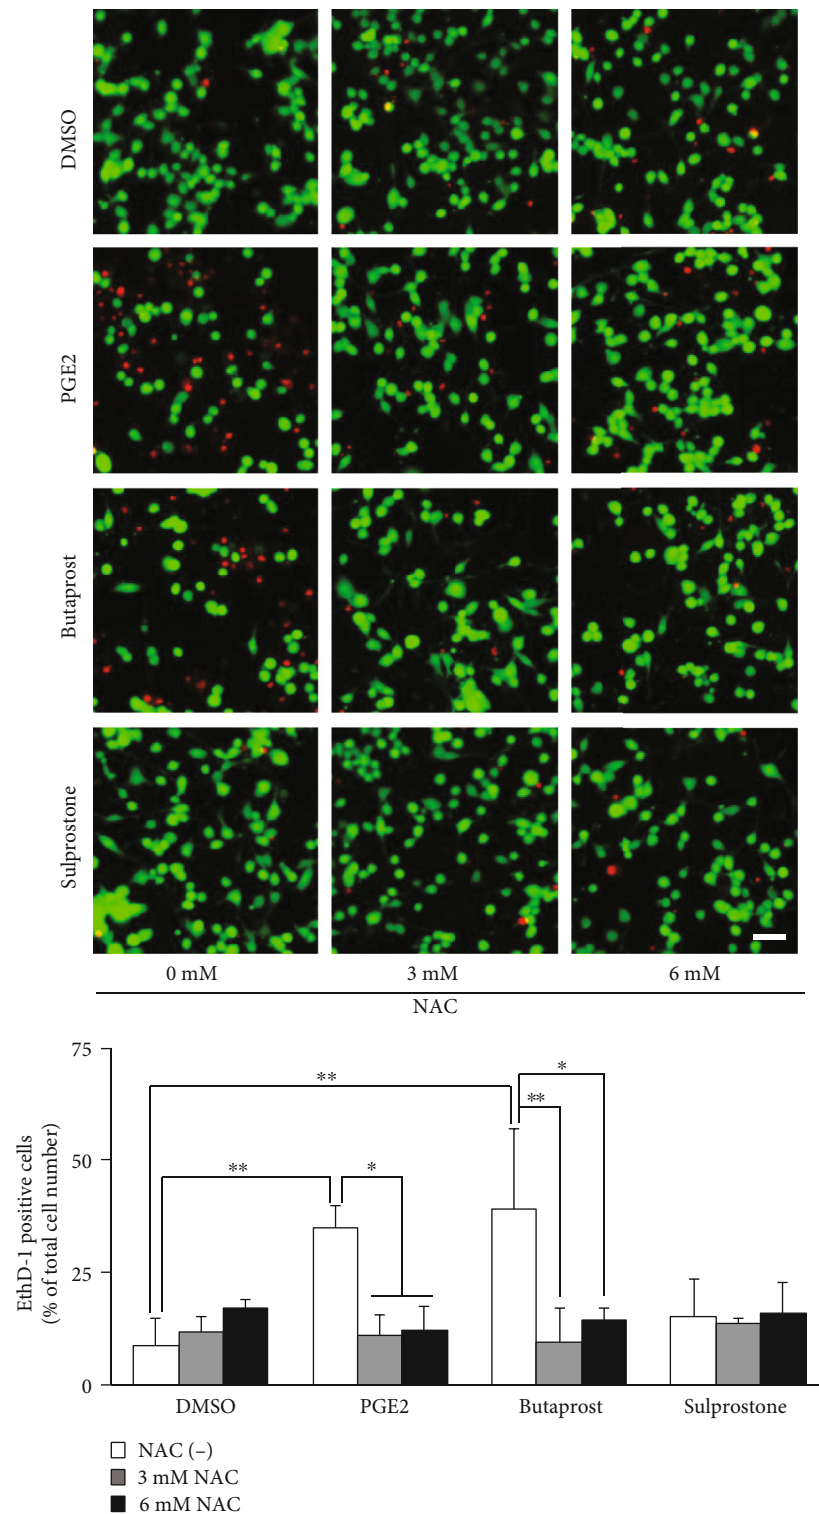 DMSO
PGE2
Butaprost
Sulprostone
0 mM 3 mM 6 mM
NAC
EthD-1 positive cells
(% of total cell number)
75
50
25
0
**
**
*
**
*
DMSO PGE2 Butaprost Sulprostone
NAC (–)
3 mM NAC
6 mM NAC